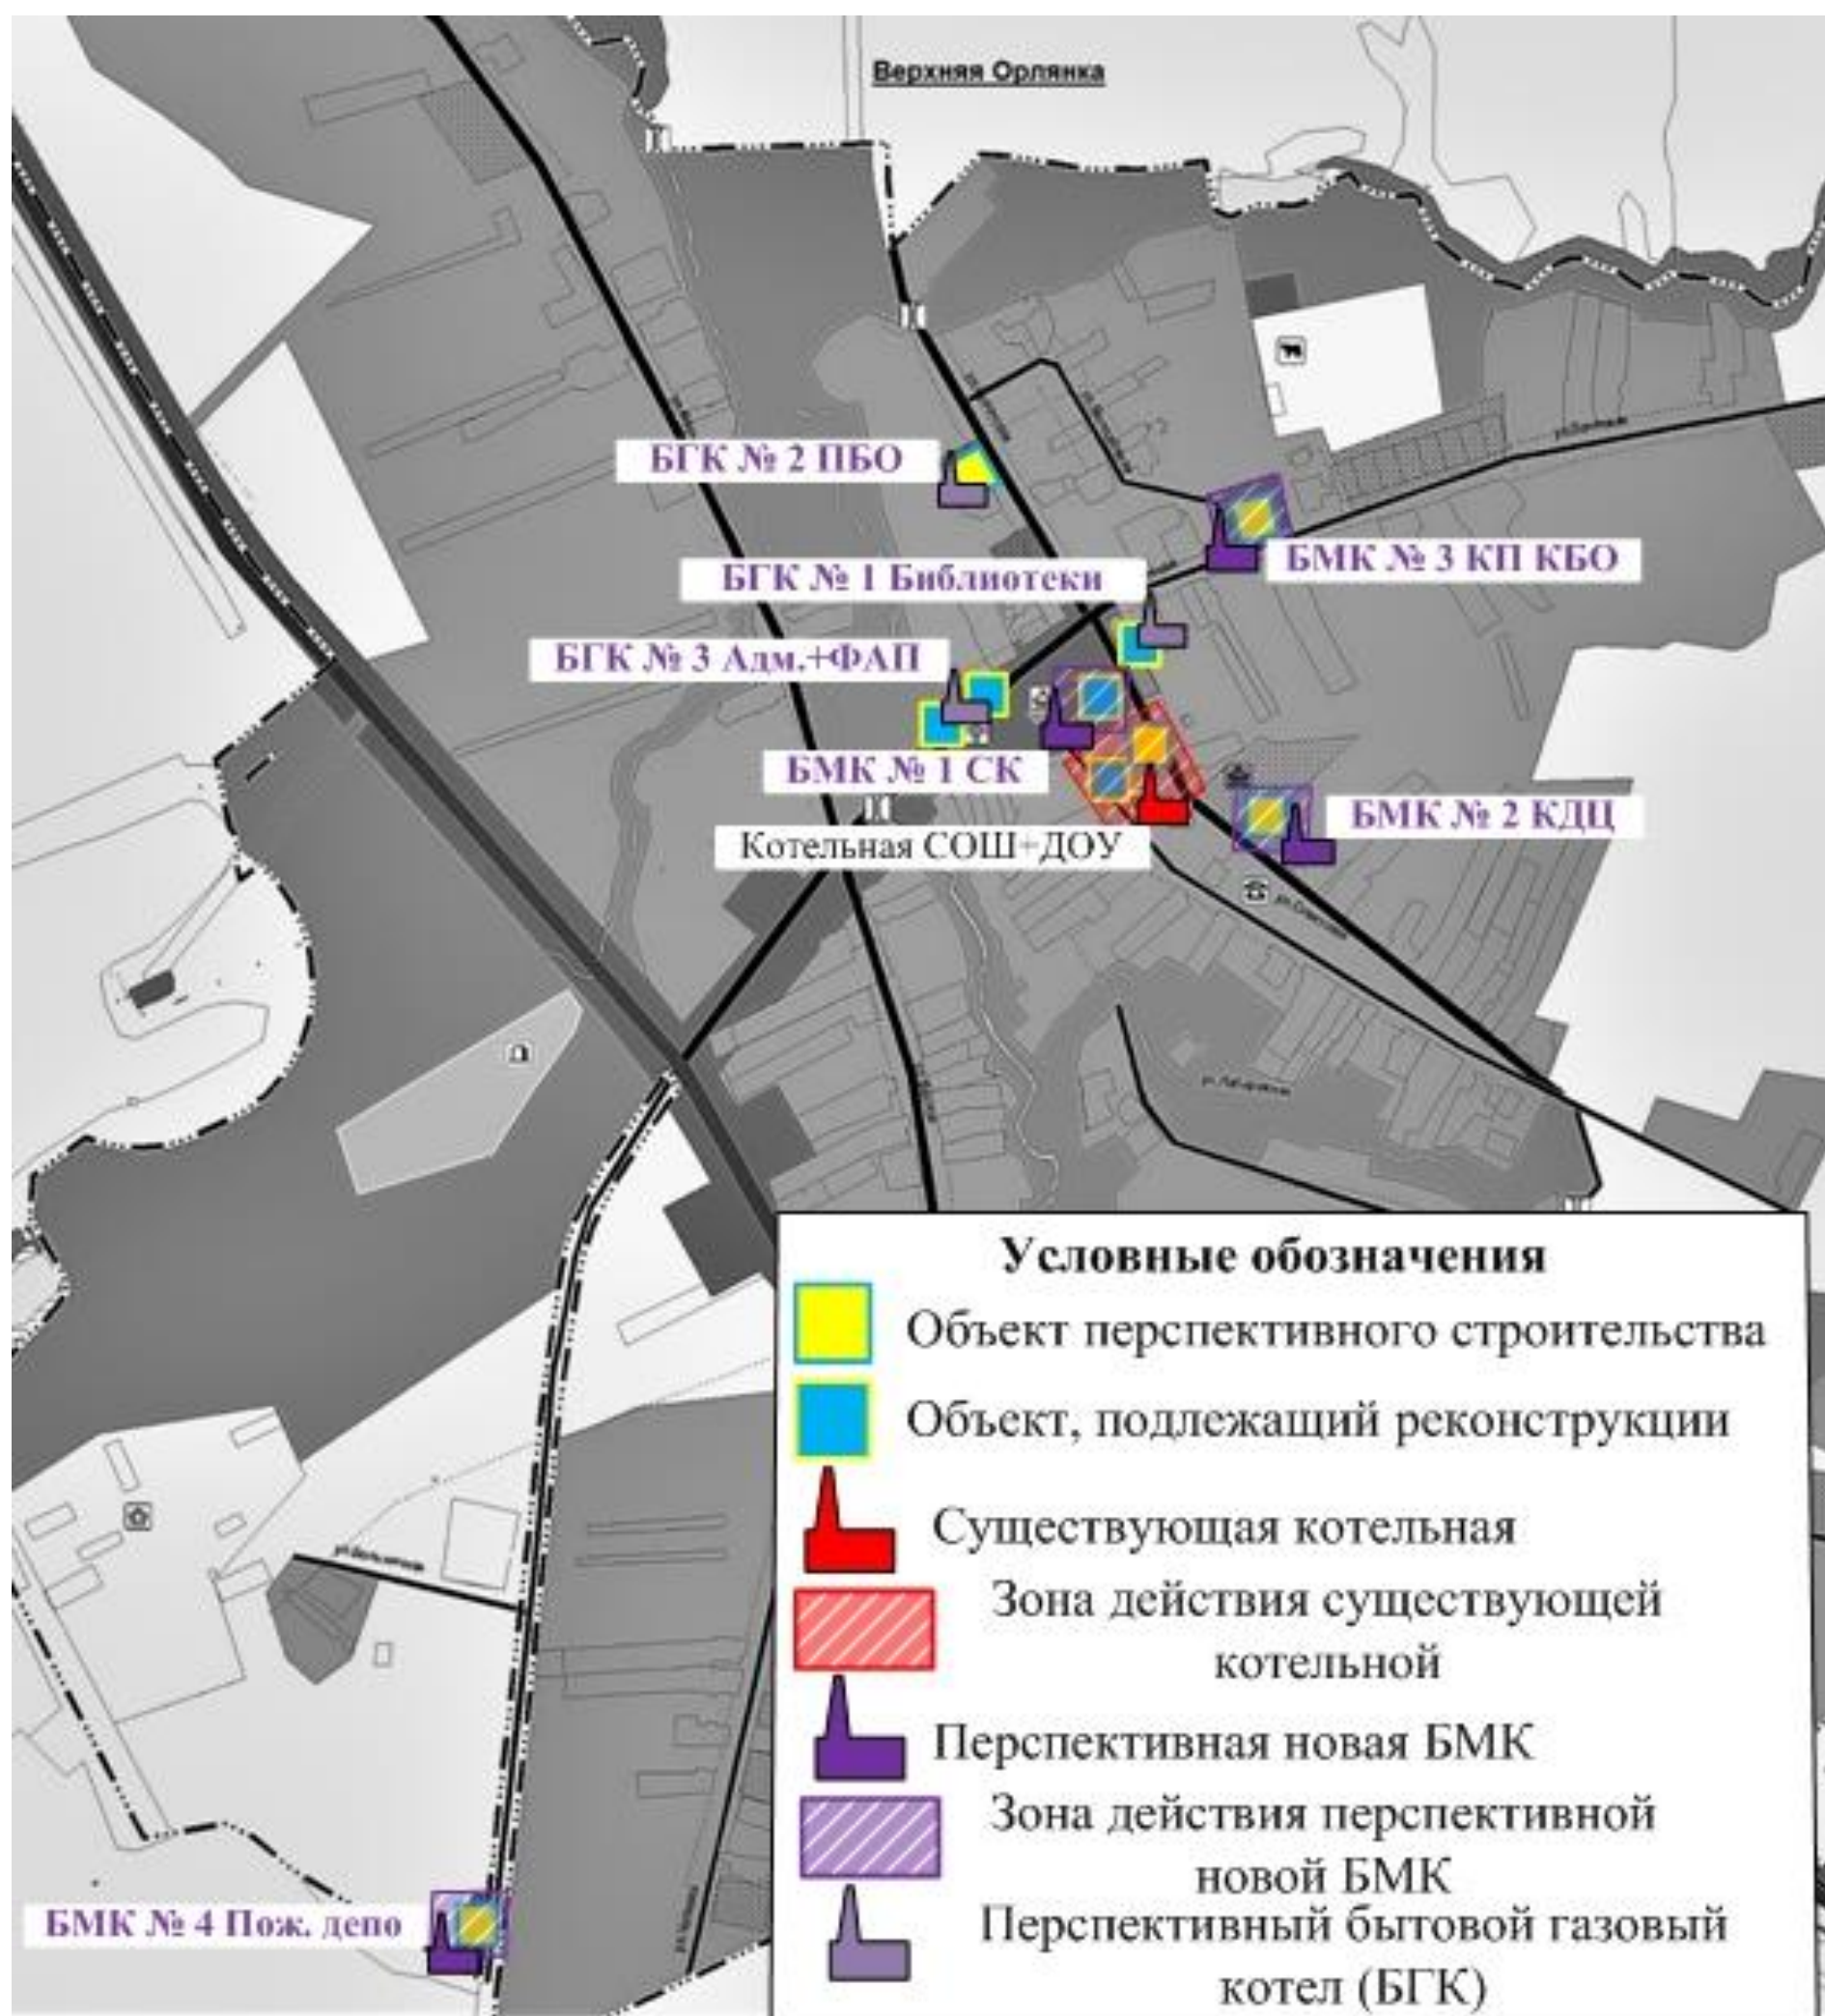 Верхняя Орлянка
БГК № 2 ПБО
БМК № 3 КП КБО
БГК № 1 Библиотеки
БГК № 3 Адм.+ФАП
БМК № 1 СК
БМК № 2 КДЦ
Котельная СОШ+ДОУ
Условные обозначения
Объект перспективного строительства
Объект, подлежащий реконструкции
Существующая котельная
Зона действия существующей
котельной
Перспективная новая БМК
Зона действия перспективной
новой БМК
Перспективный бытовой газовый
котел (БГК)
БМК № 4 Пож. депо